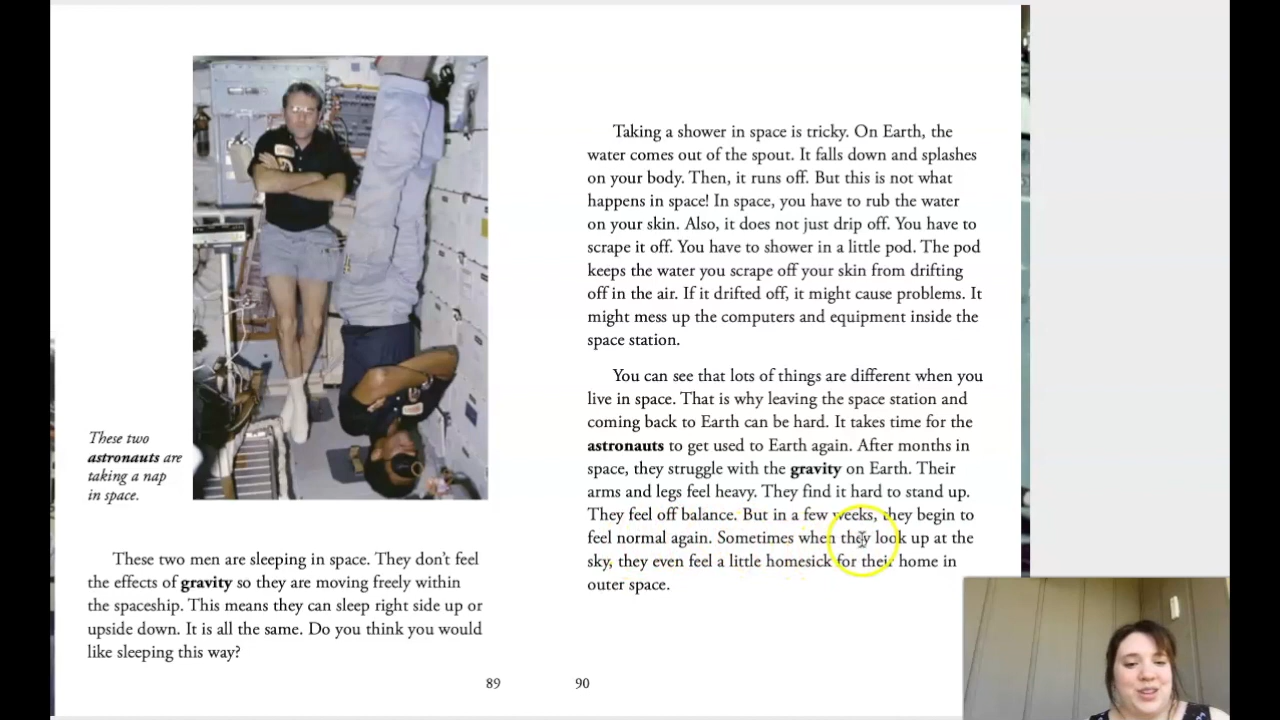 These two
astronauts are
taking a nap
in space.
These two men are sleeping in space. They don't feel
the effects of gravity so they are moving freely within
the spaceship. This means they can sleep right side up or
upside down. It is all the same. Do you think you would
like sleeping this way?
89
Taking a shower in space is tricky. On Earth, the
water comes out of the spout. It falls down and splashes
on your body. Then, it runs off. But this is not what
happens in space! In space, you have to rub the water
on your skin. Also, it does not just drip off. You have to
scrape it off. You have to shower in a little pod. The pod
keeps the water you scrape off your skin from drifting
off in the air. If it drifted off, it might cause problems. It
might mess up the computers and equipment inside the
space station.
You can see that lots of things are different when you
live in space. That is why leaving the space station and
coming back to Earth can be hard. It takes time for the
astronauts to get used to Earth again. After months in
space, they struggle with the gravity on Earth. Their
arms and legs feel heavy. They find it hard to stand up.
They feel off balance. But in a few weeks, they begin to
feel normal again. Sometimes when they look up at the
sky, they even feel a little homesick for their home in
outer space.
90